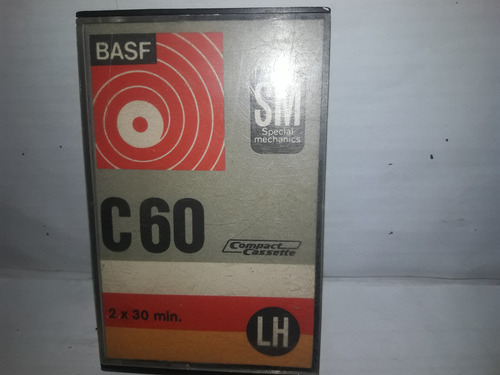 BASF
SM
Special
mechanics
C 60
Compact
Cassette
2 x 30 min.
LH